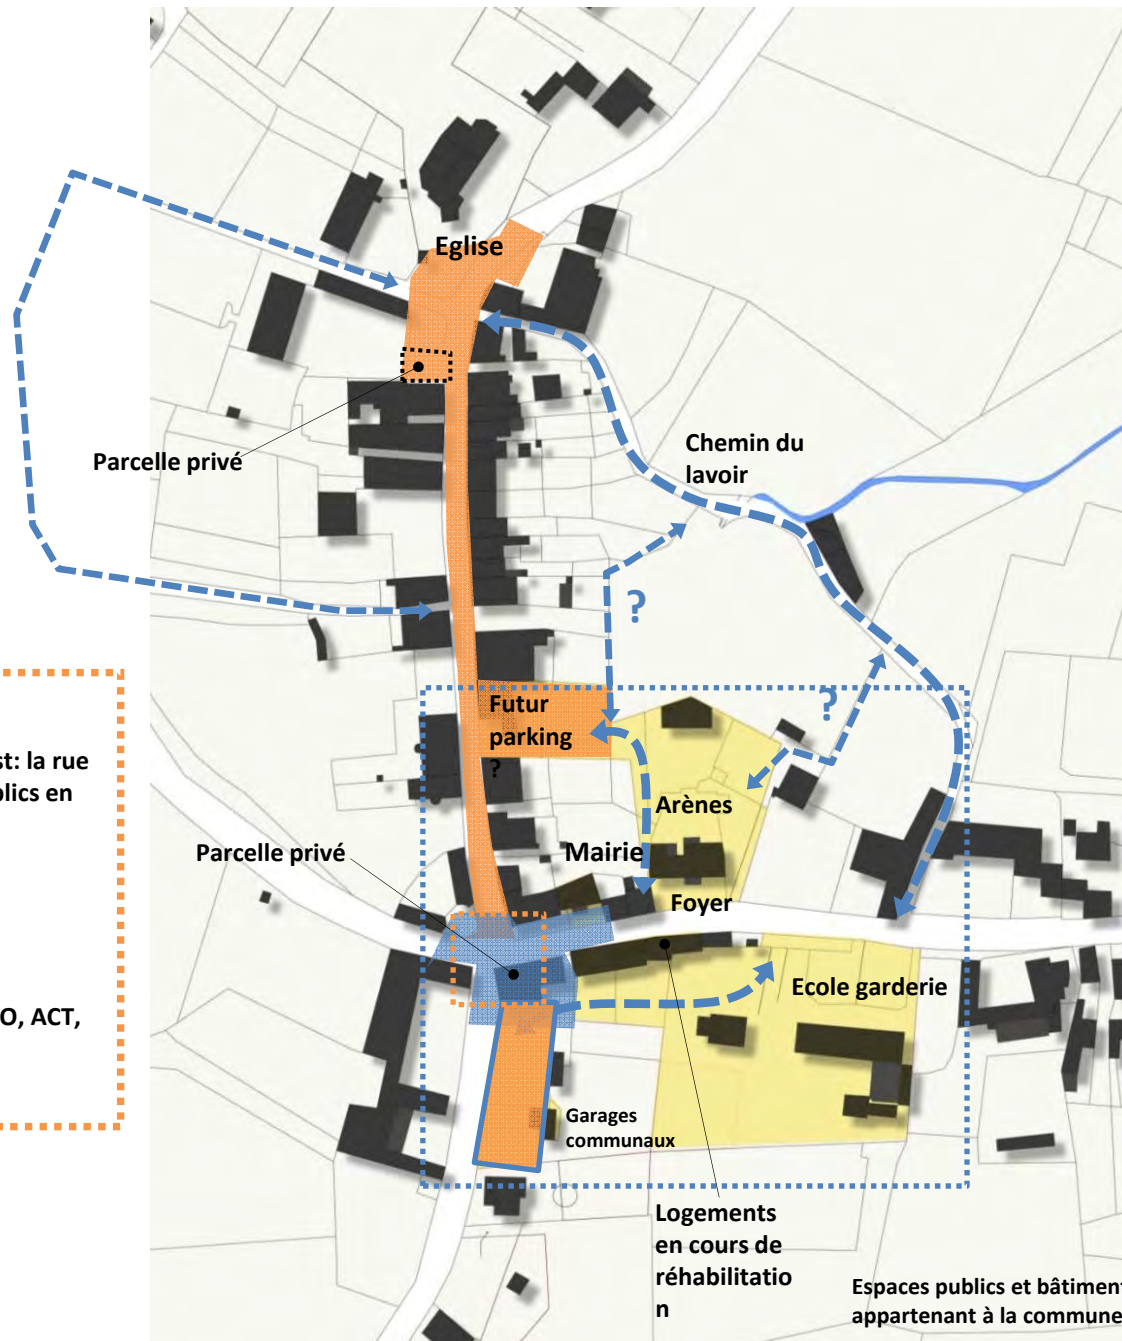 Eglise
Parcelle privé
Chemin du
lavoir
?
?
Futur
parking
?
st: la rue
blics en
Arènes
Parcelle privé
Mairie
Foyer
Ecole garderie
O, ACT,
Garages
communaux
Logements
en cours de
réhabilitatio
n
Espaces publics et bâtiment
appartenant à la commune